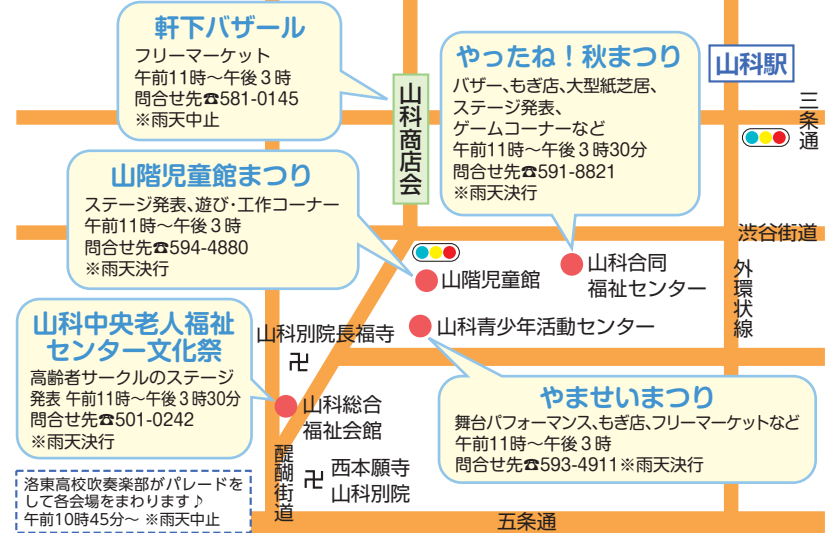 軒下バザール
フリーマーケット
午前11時～午後3時
問合せ先☎581-0145
※雨天中止
山科商店会
やったね！秋まつり
バザー、もぎ店、大型紙芝居、
ステージ発表、
ゲームコーナーなど
午前11時～午後3時30分
問合せ先☎591-8821
※雨天決行
山科駅
三条通
山階児童館まつり
ステージ発表、遊び・工作コーナー
午前11時～午後3時
問合せ先☎594-4880
※雨天決行
渋谷街道
山階児童館
山科合同
福祉センター
外環状線
山科中央老人福祉
センター文化祭
高齢者サークルのステージ
発表 午前11時～午後3時30分
問合せ先☎501-0242
※雨天決行
山科別院長福寺
卍
山科青少年活動センター
山科総合
福祉会館
やませいまつり
舞台パフォーマンス、もぎ店、フリーマーケットなど
午前11時～午後3時
問合せ先☎593-4911※雨天決行
醍醐街道
卍
西本願寺
山科別院
洛東高校吹奏楽部がパレードを
して各会場をまわります♪
午前10時45分～ ※雨天中止
五条通